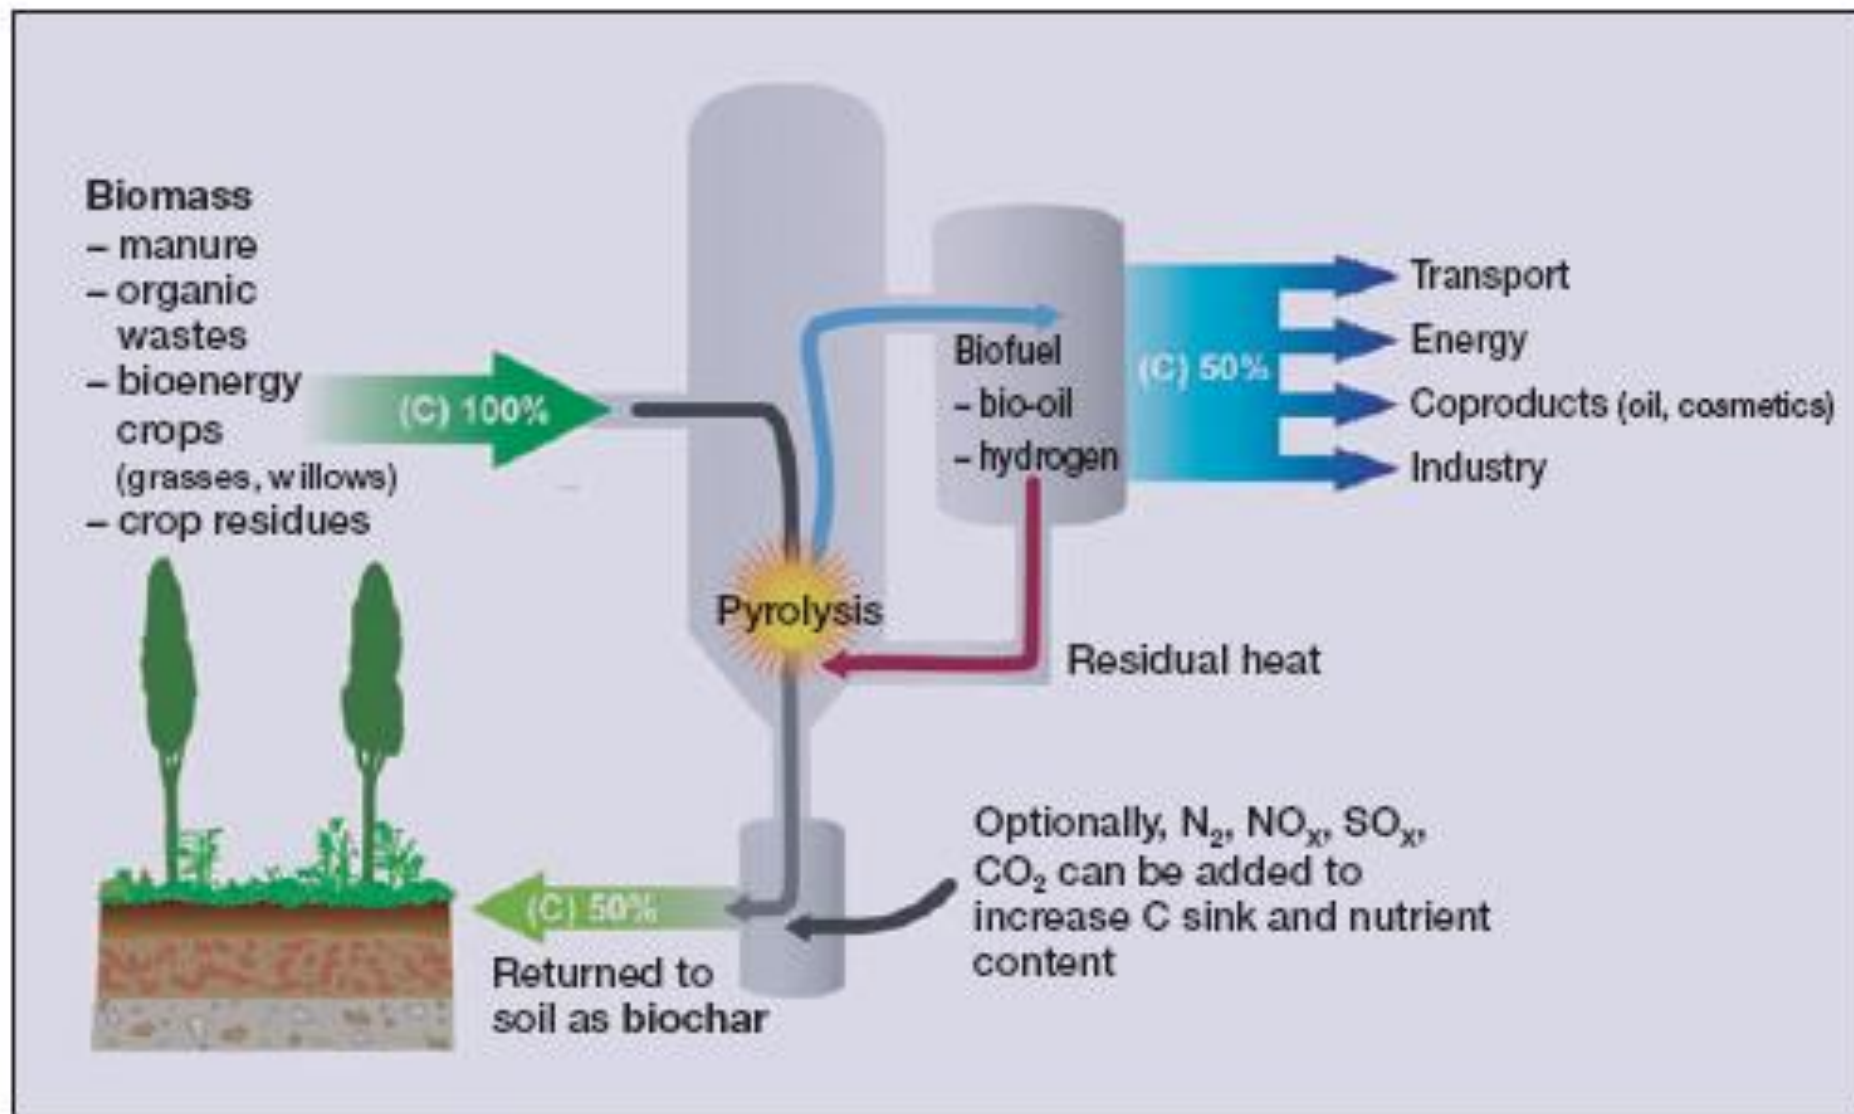 Biomass
– manure
– organic
wastes
– bioenergy
crops
(grasses, willows)
– crop residues
(C) 100%
Pyrolysis
Biofuel
– bio-oil
– hydrogen
(C) 50%
Transport
Energy
Coproducts (oil, cosmetics)
Industry
Residual heat
Optionally, N₂, NOₓ, SOₓ,
CO₂ can be added to
increase C sink and nutrient
content
(C) 50%
Returned to
soil as biochar